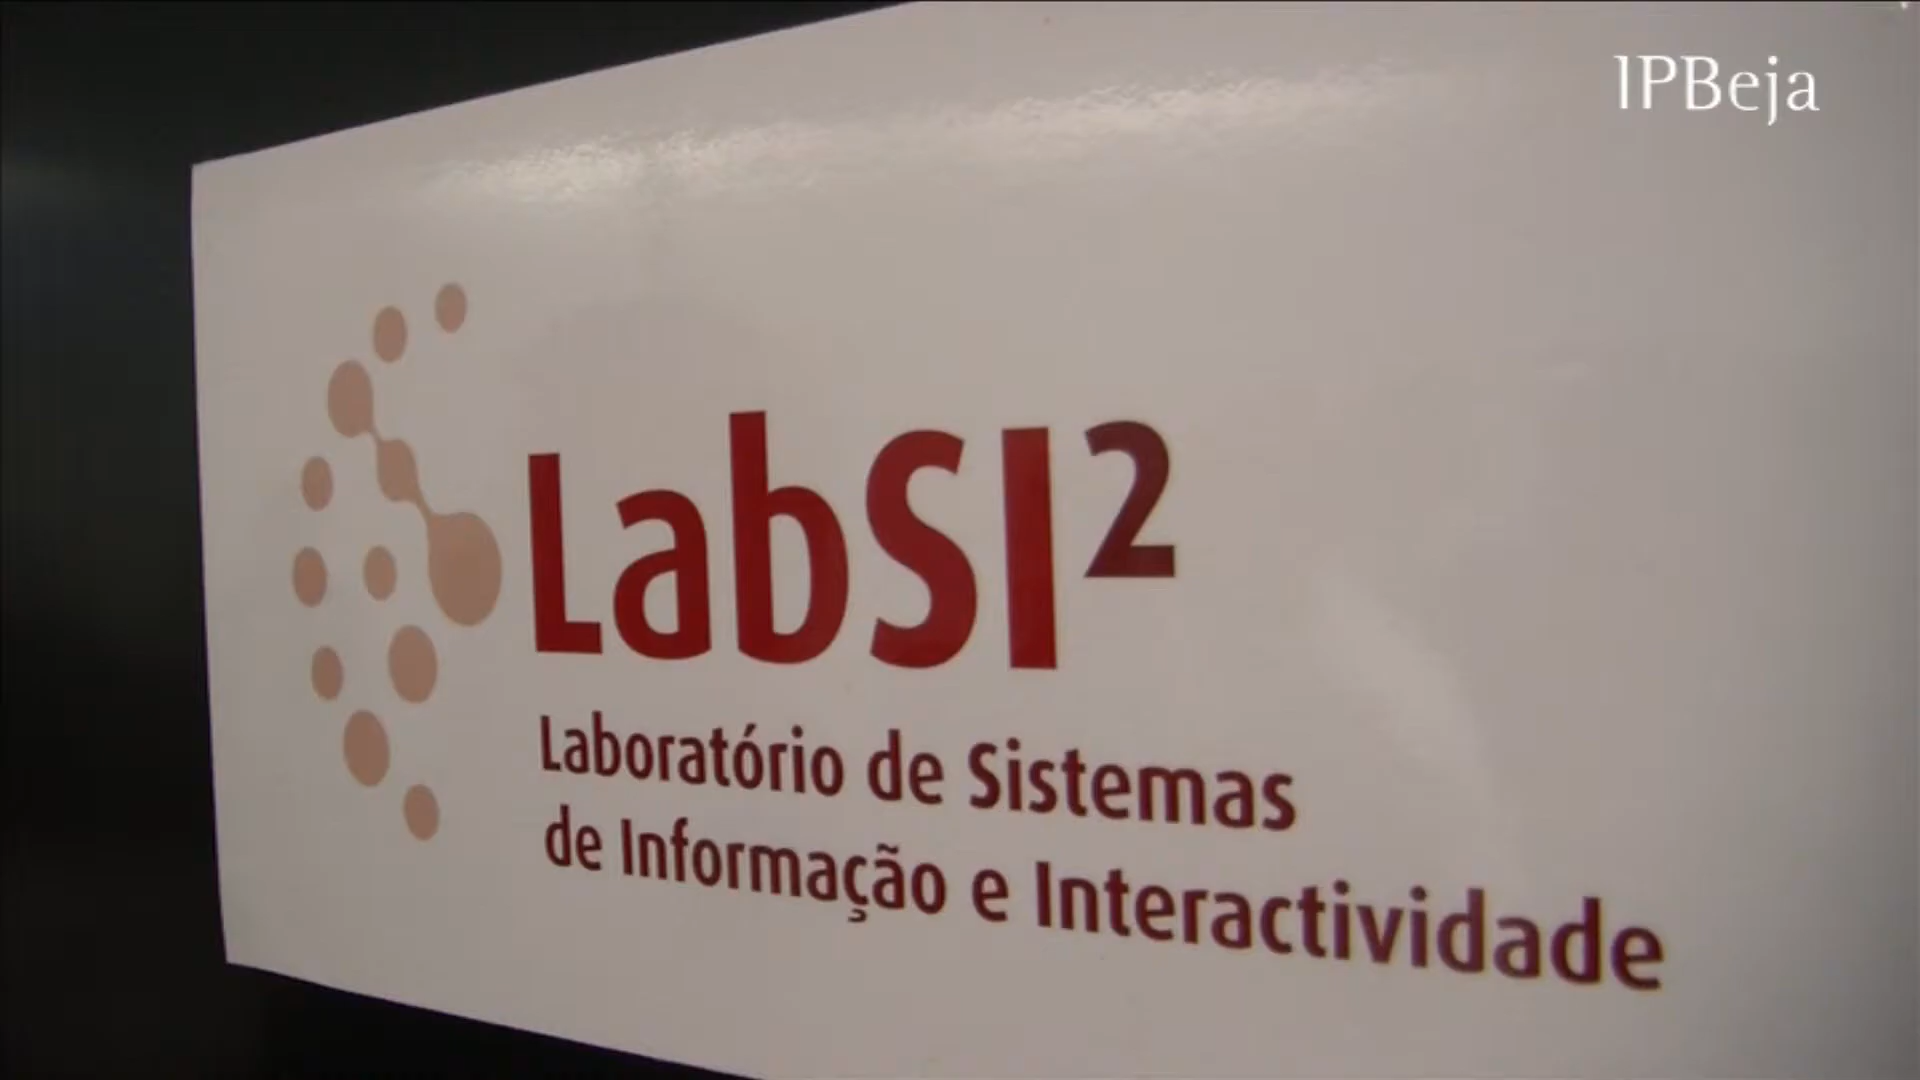 IPBeja
LabSI²
Laboratório de Sistemas
de Informação e Interactividade